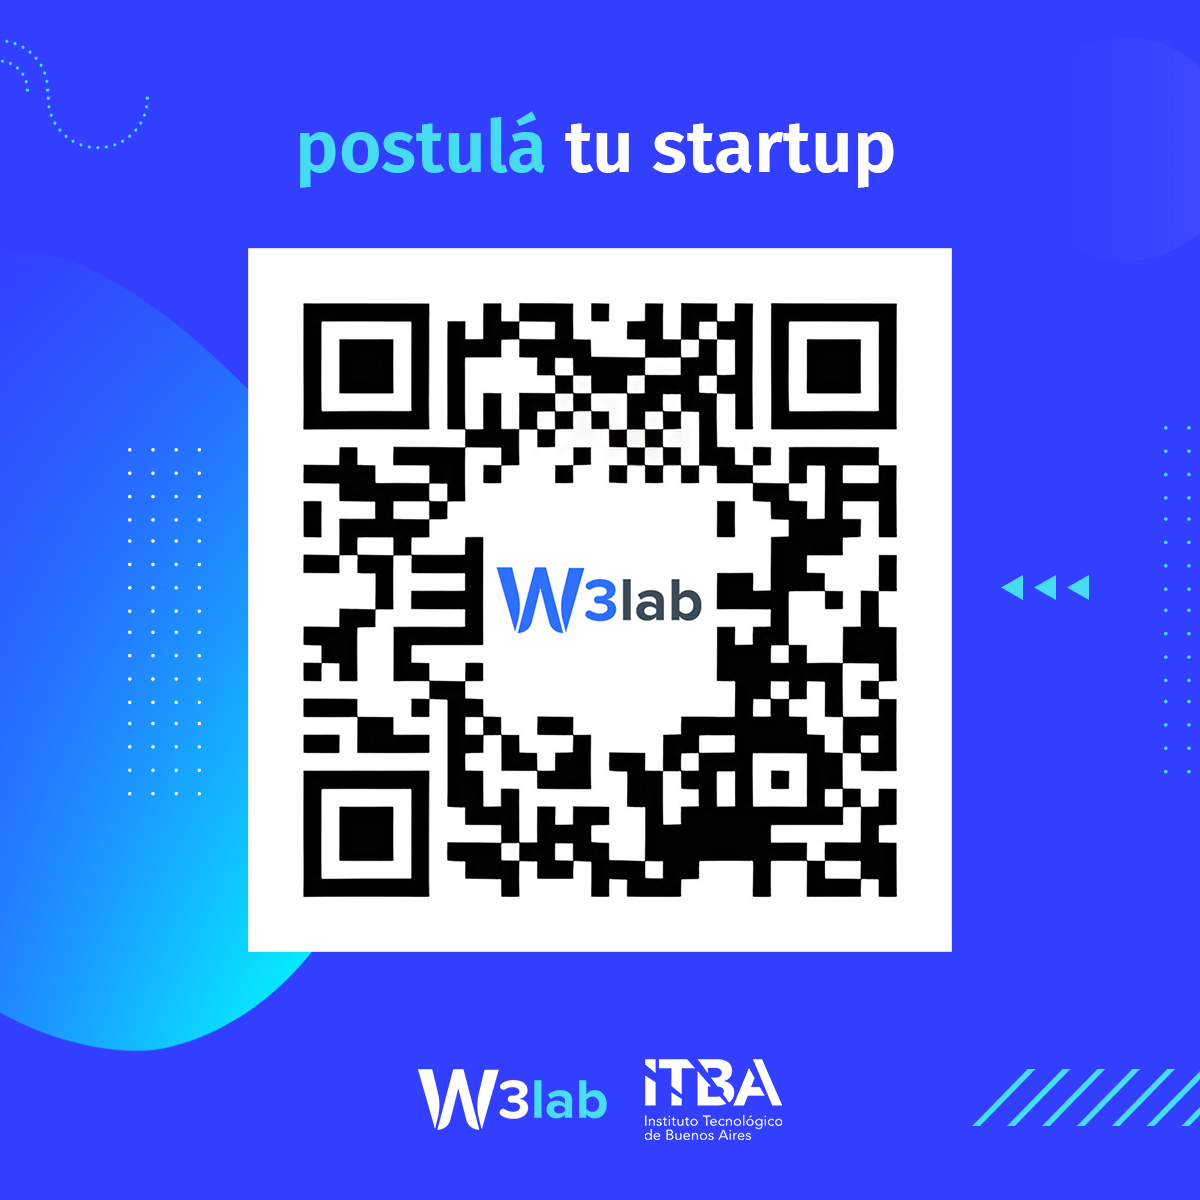 postulá tu startup
W3lab
W3lab
iTBA
Instituto Tecnológico
de Buenos Aires